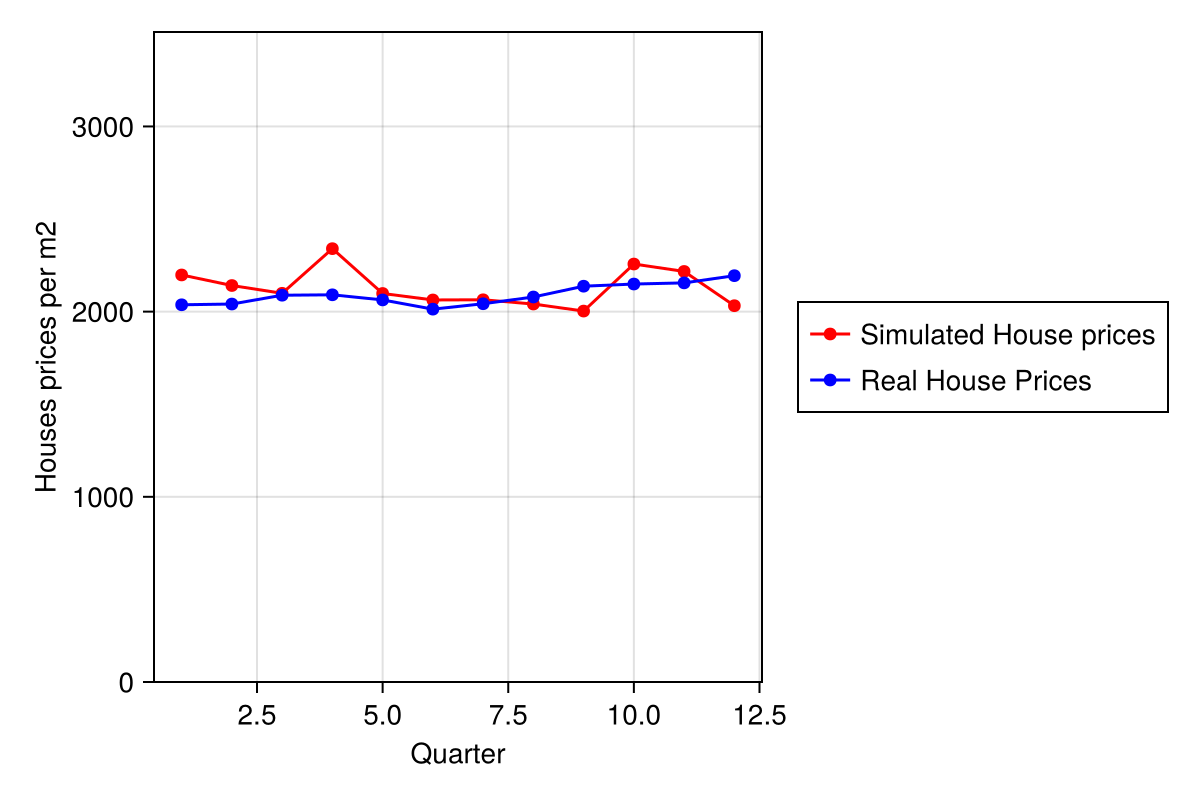 3000
2000
1000
0
Houses prices per m2
2.5 5.0 7.5 10.0 12.5
Quarter
Simulated House prices
Real House Prices